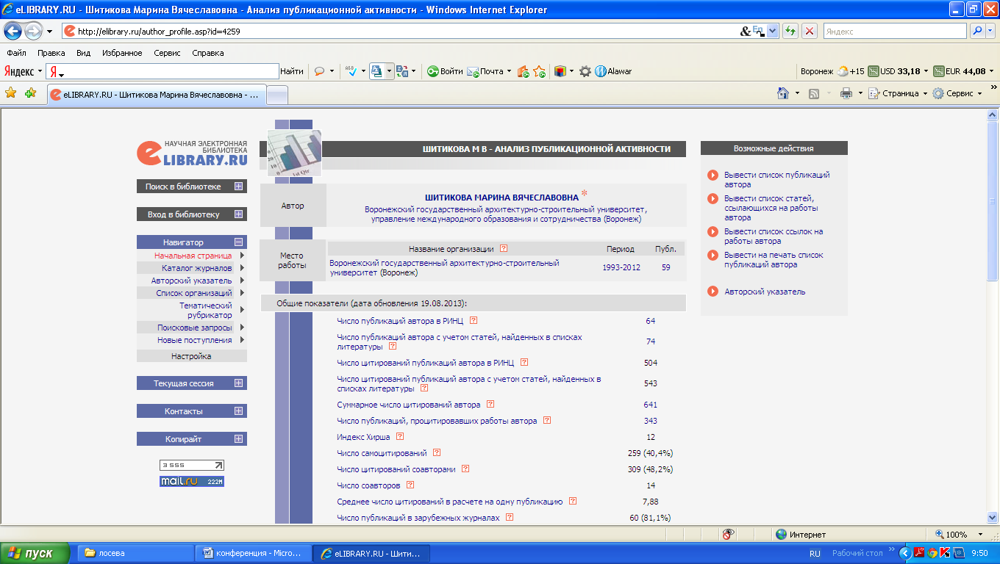 eLIBRARY.RU - Шитикова Марина Вячеславовна - Анализ публикационной активности - Windows Internet Explorer
http://elibrary.ru/author_profile.asp?id=4259
Яндекс
Файл Правка Вид Избранное Сервис Справка
Яндекс Я Найти Войти Почта Alawar Воронеж +15 USD 33,18 EUR 44,08
eLIBRARY.RU - Шитикова Марина Вячеславовна - ...
Страница Сервис
НАУЧНАЯ ЭЛЕКТРОННАЯ
БИБЛИОТЕКА
eLIBRARY.RU
Поиск в библиотеке
Вход в библиотеку
Навигатор
Начальная страница
Каталог журналов
Авторский указатель
Список организаций
Тематический
рубрикатор
Поисковые запросы
Новые поступления
Настройка
Текущая сессия
Контакты
Копирайт
3 555
mail.ru 222M
1st Qtr
ШИТИКОВА М В - АНАЛИЗ ПУБЛИКАЦИОННОЙ АКТИВНОСТИ
Автор
ШИТИКОВА МАРИНА ВЯЧЕСЛАВОВНА *
Воронежский государственный архитектурно-строительный университет,
управление международного образования и сотрудничества (Воронеж)
Место
работы
Название организации ? Период Публ.
Воронежский государственный архитектурно-строительный
университет (Воронеж) 1993-2012 59
Общие показатели (дата обновления 19.08.2013):
Число публикаций автора в РИНЦ ? 64
Число публикаций автора с учетом статей, найденных в списках
литературы ? 74
Число цитирований публикаций автора в РИНЦ ? 504
Число цитирований публикаций автора с учетом статей, найденных в
списках литературы ? 543
Суммарное число цитирований автора ? 641
Число публикаций, процитировавших работы автора ? 343
Индекс Хирша ? 12
Число самоцитирований ? 259 (40,4%)
Число цитирований соавторами ? 309 (48,2%)
Число соавторов ? 14
Среднее число цитирований в расчете на одну публикацию ? 7,88
Число публикаций в зарубежных журналах ? 60 (81,1%)
Возможные действия
Вывести список публикаций
автора
Вывести список статей,
ссылающихся на работы
автора
Вывести список ссылок на
работы автора
Вывести на печать список
публикаций автора
Авторский указатель
Интернет 100%
пуск лосева конференция - Micro... eLIBRARY.RU - Шити... RU Рабочий стол 9:50